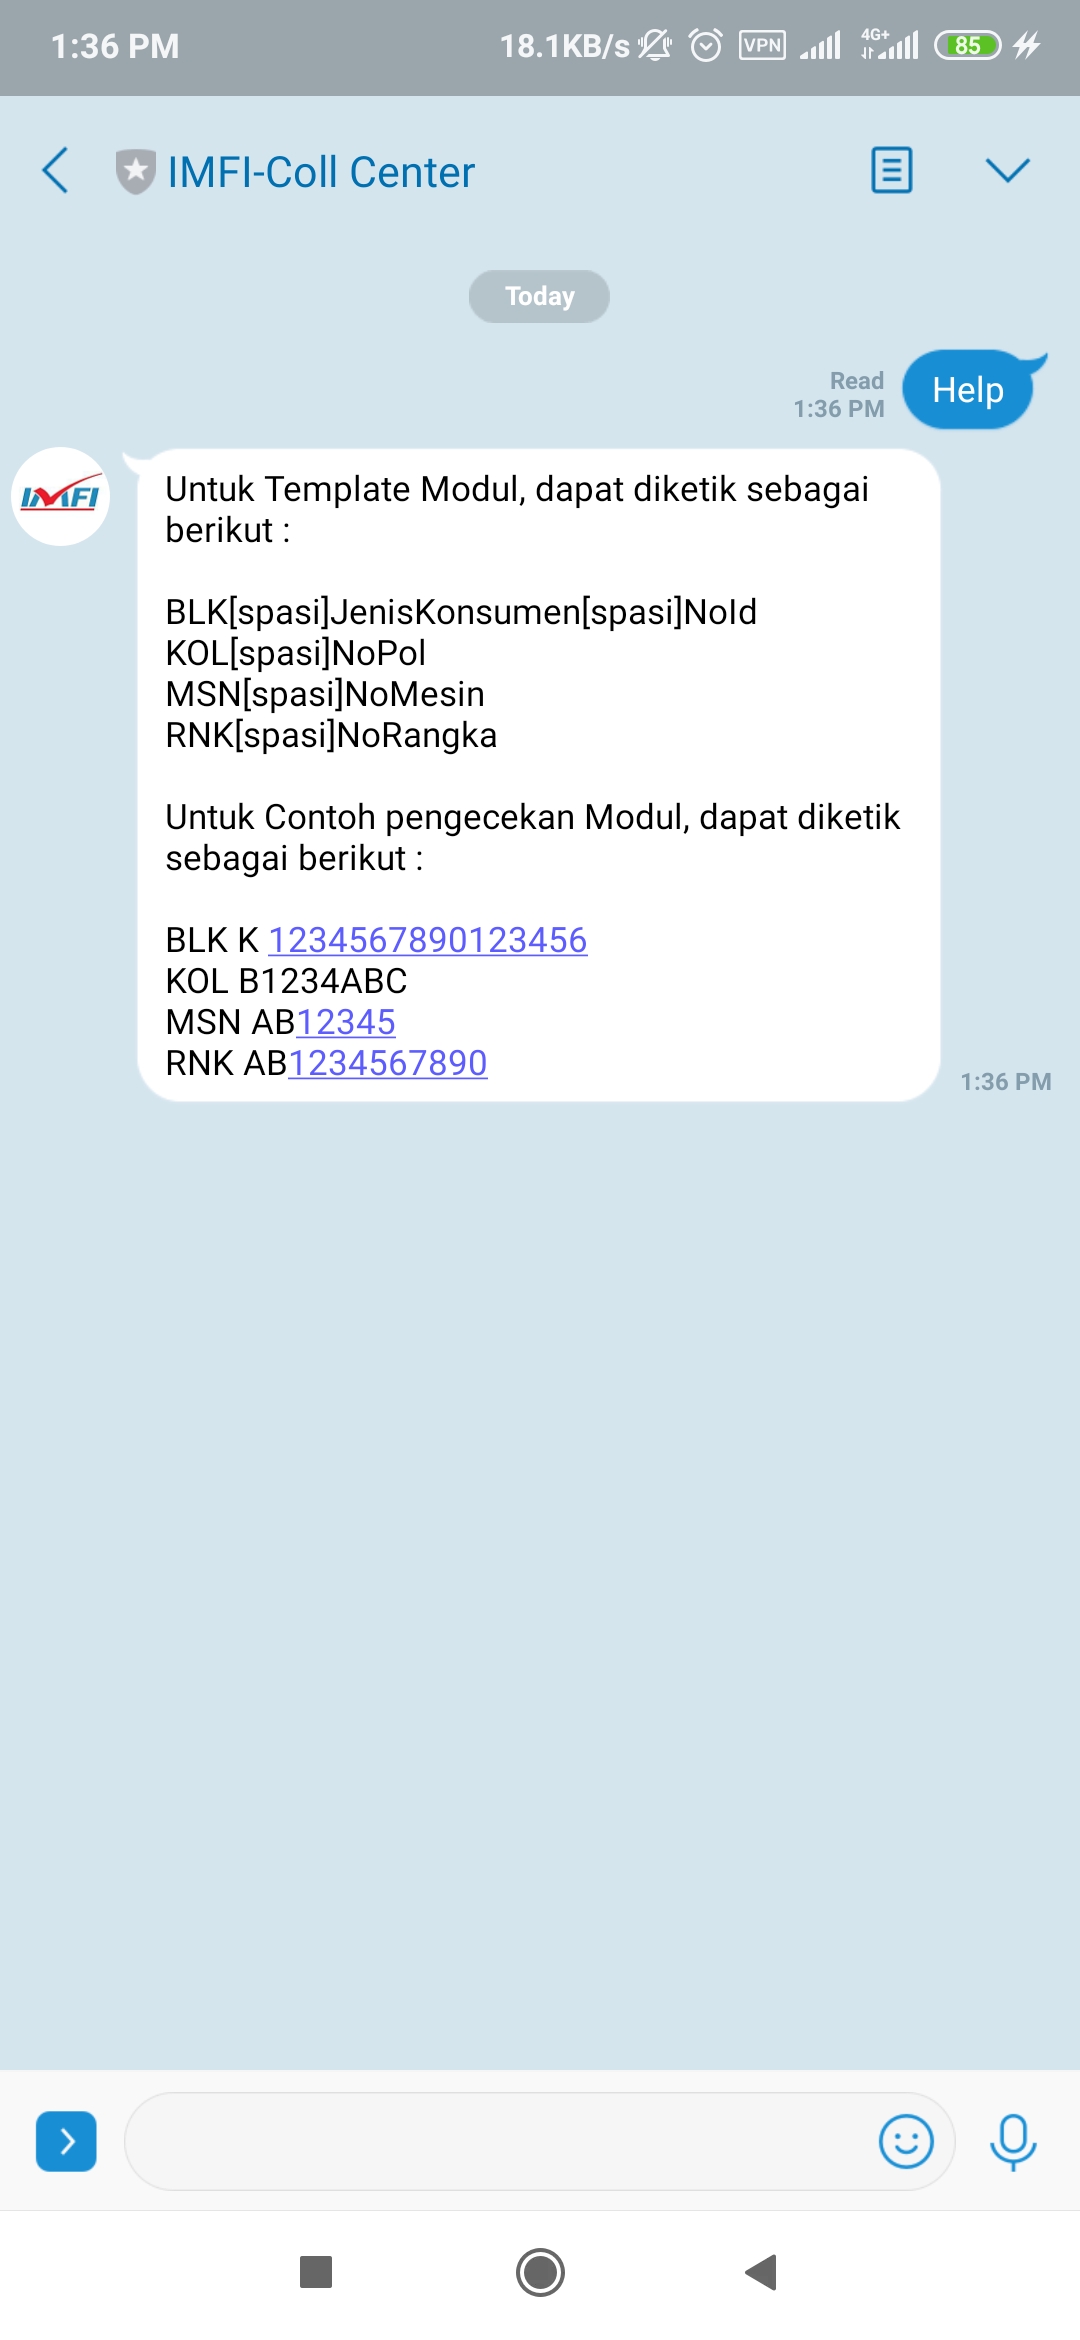 1:36 PM
18.1KB/s VPN 4G+ 85
IMFI-Coll Center
Today
Read
1:36 PM
Help
IMFI
Untuk Template Modul, dapat diketik sebagai
berikut :
BLK[spasi]JenisKonsumen[spasi]NoId
KOL[spasi]NoPol
MSN[spasi]NoMesin
RNK[spasi]NoRangka
Untuk Contoh pengecekan Modul, dapat diketik
sebagai berikut :
BLK K 1234567890123456
KOL B1234ABC
MSN AB12345
RNK AB1234567890
1:36 PM